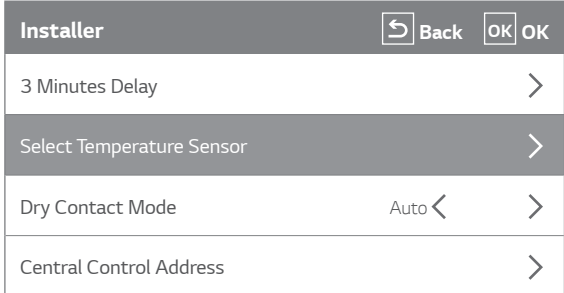 Installer Back OK OK
3 Minutes Delay
Select Temperature Sensor
Dry Contact Mode Auto
Central Control Address